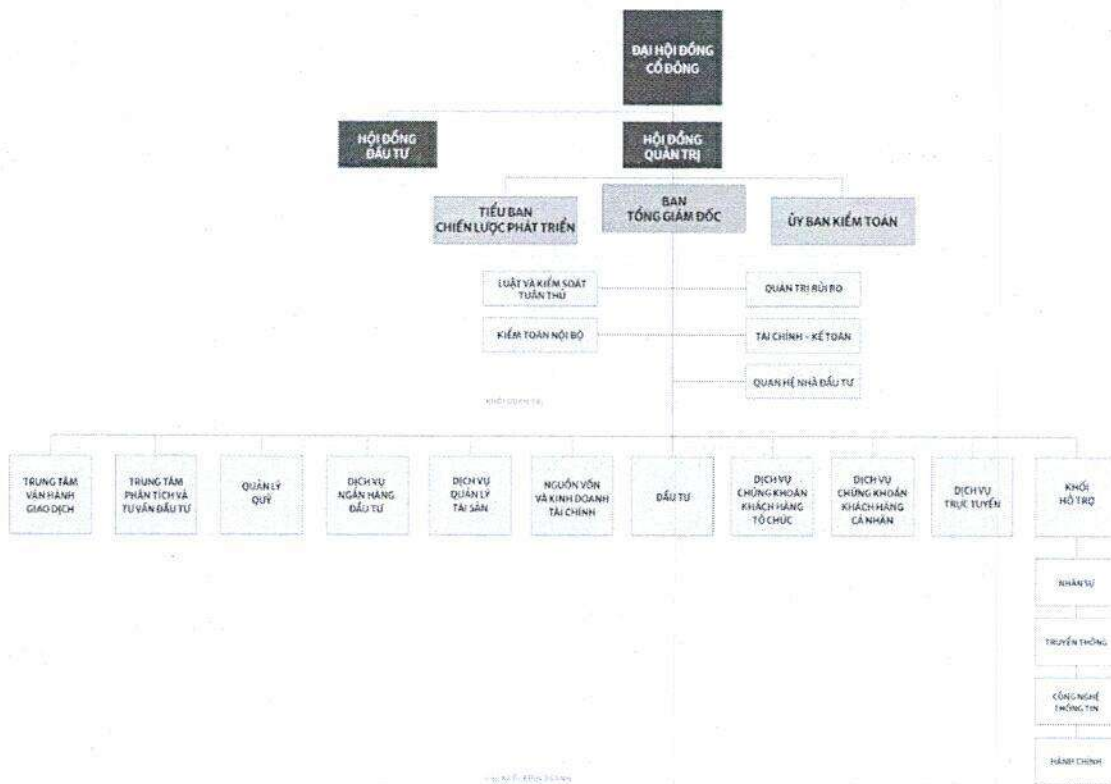 ĐẠI HỘI ĐỒNG
CỔ ĐÔNG
HỘI ĐỒNG
ĐẦU TƯ
HỘI ĐỒNG
QUẢN TRỊ
TIỂU BAN
CHIẾN LƯỢC PHÁT TRIỂN
BAN
TỔNG GIÁM ĐỐC
ỦY BAN KIỂM TOÁN
LUẬT VÀ KIỂM SOÁT
TUÂN THỦ
QUẢN TRỊ RỦI RO
KIỂM TOÁN NỘI BỘ
TÀI CHÍNH - KẾ TOÁN
QUAN HỆ NHÀ ĐẦU TƯ
TRUNG TÂM
VẬN HÀNH
GIAO DỊCH
TRUNG TÂM
PHÂN TÍCH VÀ
TƯ VẤN ĐẦU TƯ
QUẢN LÝ
QUỸ
DỊCH VỤ
NGÂN HÀNG
ĐẦU TƯ
DỊCH VỤ
QUẢN LÝ
TÀI SẢN
NGUỒN VỐN
VÀ KINH DOANH
TÀI CHÍNH
ĐẦU TƯ
DỊCH VỤ
CHỨNG KHOÁN
KHÁCH HÀNG
TỔ CHỨC
DỊCH VỤ
CHỨNG KHOÁN
KHÁCH HÀNG
CÁ NHÂN
DỊCH VỤ
TRỰC TUYẾN
KHỐI
HỖ TRỢ
NHÂN SỰ
TRUYỀN THÔNG
CÔNG NGHỆ
THÔNG TIN
HÀNH CHÍNH